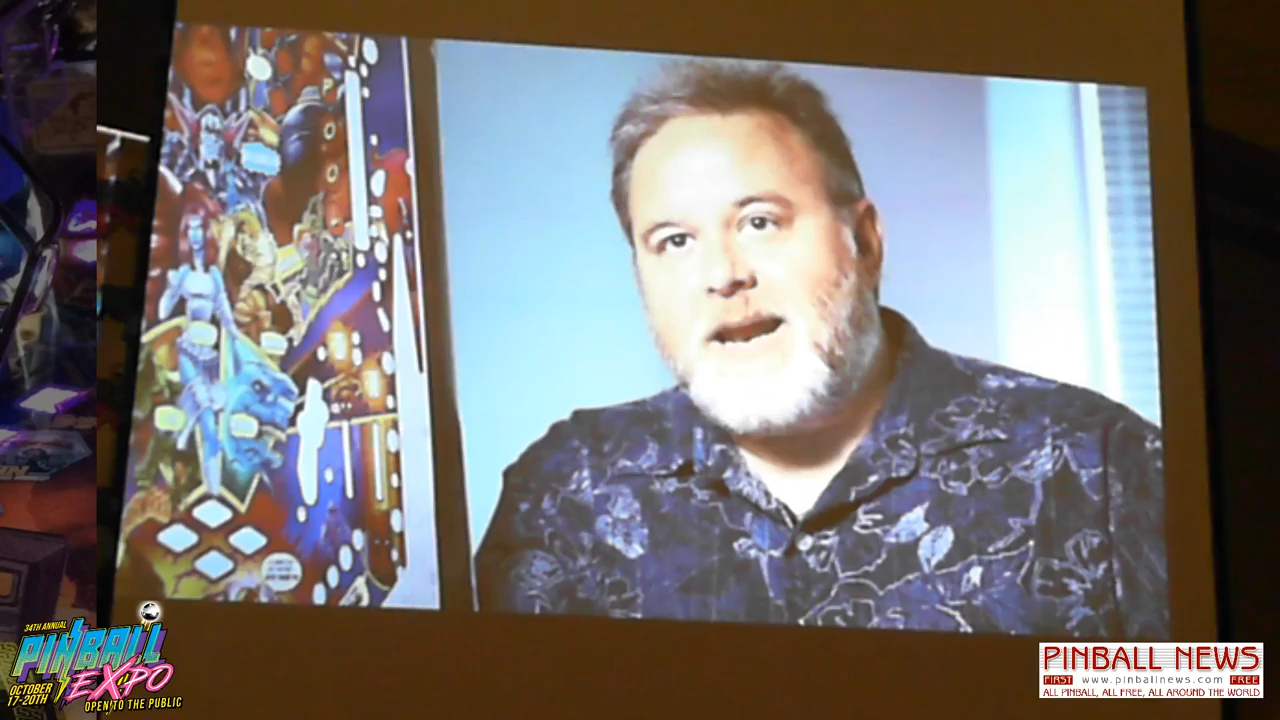 34TH ANNUAL
PINBALL
EXPO
OCTOBER
17-20TH
OPEN TO THE PUBLIC
PINBALL NEWS
FIRST www.pinballnews.com FREE
ALL PINBALL, ALL FREE, ALL AROUND THE WORLD